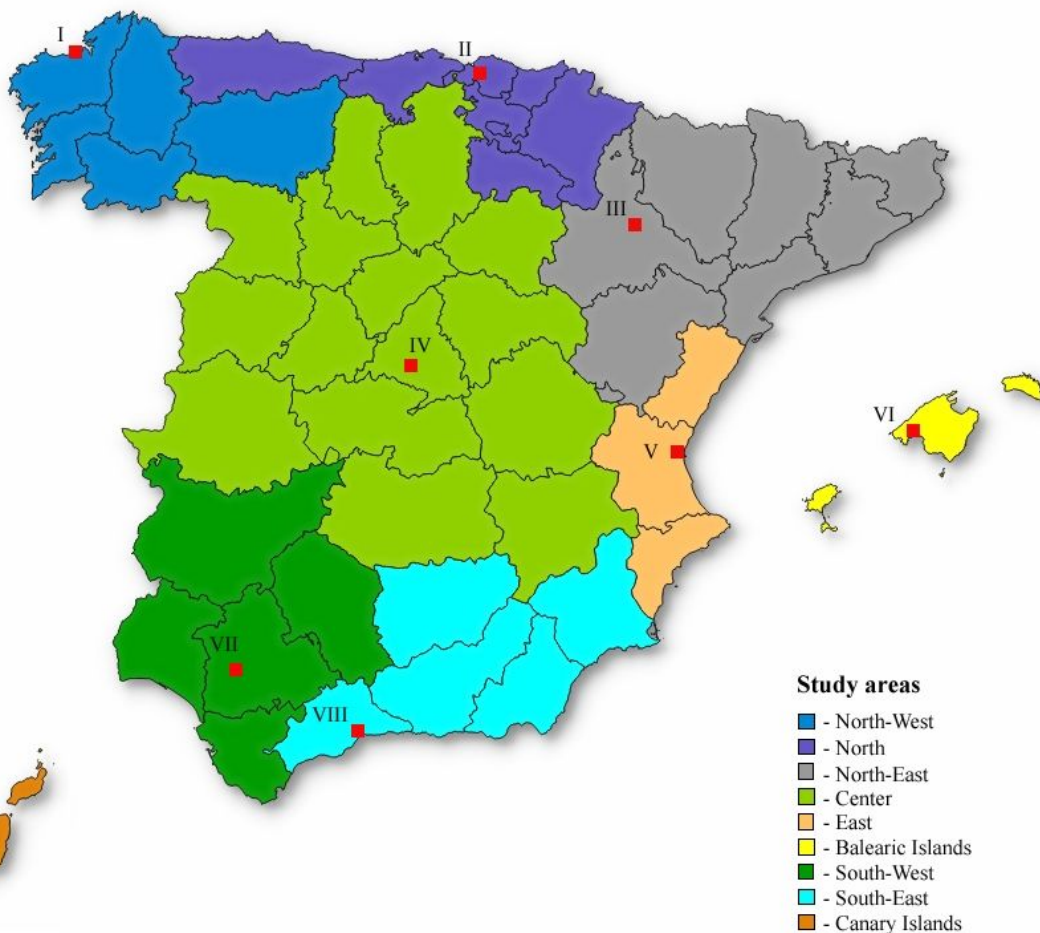 I
II
III
IV
VI
V
VII
VIII
Study areas
- North-West
- North
- North-East
- Center
- East
- Balearic Islands
- South-West
- South-East
- Canary Islands